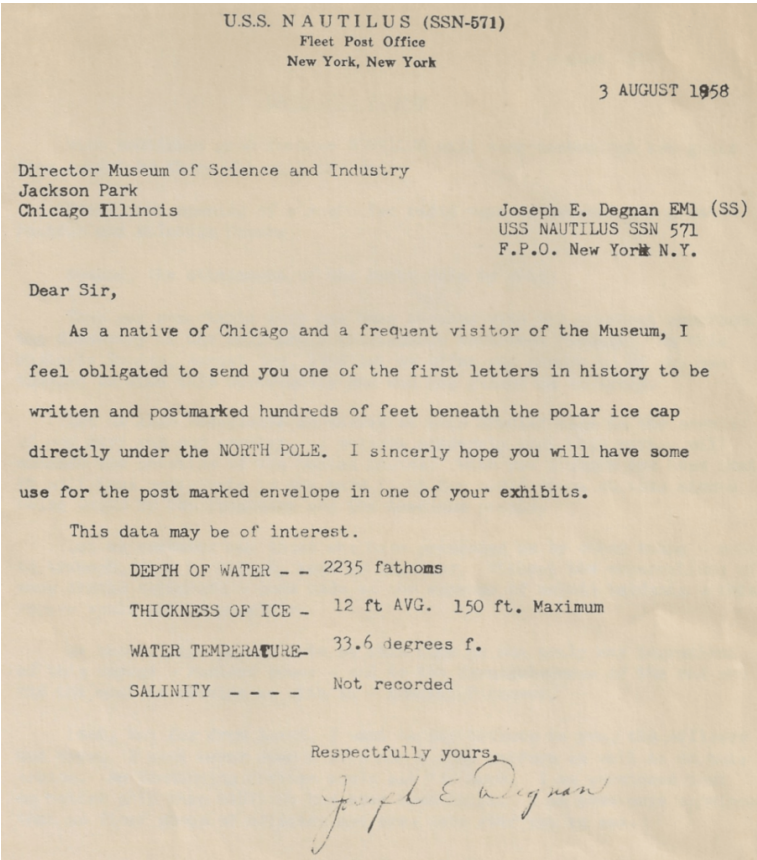 U.S.S. NAUTILUS (SSN-571)
Fleet Post Office
New York, New York
3 AUGUST 1958
Director Museum of Science and Industry
Jackson Park
Chicago Illinois
Joseph E. Degnan EM1 (SS)
USS NAUTILUS SSN 571
F.P.O. New York N.Y.
Dear Sir,
As a native of Chicago and a frequent visitor of the Museum, I
feel obligated to send you one of the first letters in history to be
written and postmarked hundreds of feet beneath the polar ice cap
directly under the NORTH POLE. I sincerly hope you will have some
use for the post marked envelope in one of your exhibits.
This data may be of interest.
DEPTH OF WATER - - 2235 fathoms
THICKNESS OF ICE - 12 ft AVG. 150 ft. Maximum
WATER TEMPERATURE- 33.6 degrees f.
SALINITY - - - - Not recorded
Respectfully yours,
Joseph E Degnan